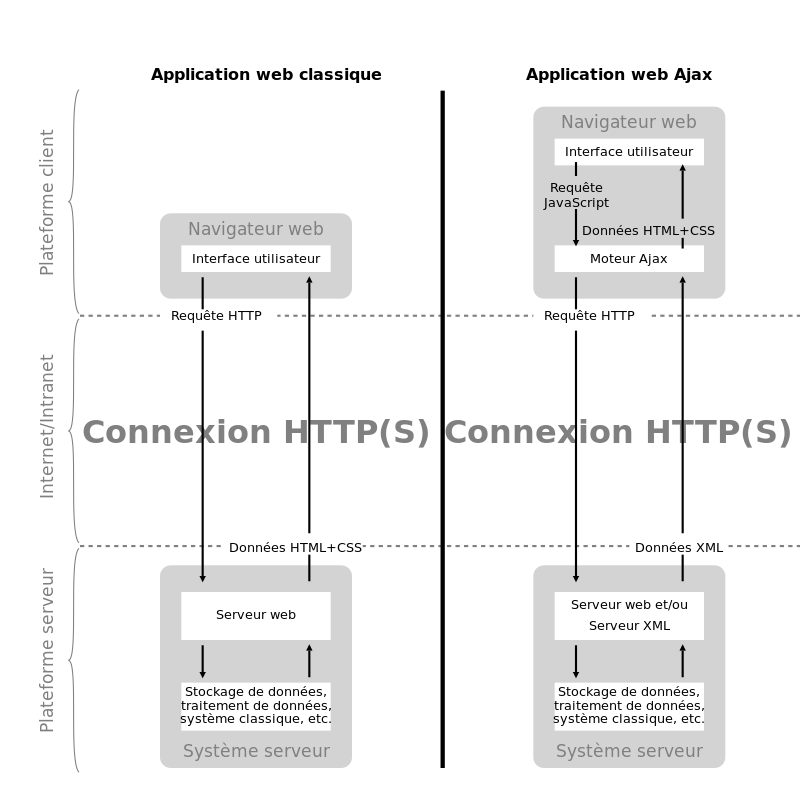 Application web classique
Application web Ajax
Plateforme client
Navigateur web
Interface utilisateur
Navigateur web
Interface utilisateur
Requête
JavaScript
Données HTML+CSS
Moteur Ajax
Requête HTTP
Requête HTTP
Internet/Intranet
Connexion HTTP(S)
Connexion HTTP(S)
Données HTML+CSS
Données XML
Plateforme serveur
Serveur web
Stockage de données,
traitement de données,
système classique, etc.
Système serveur
Serveur web et/ou
Serveur XML
Stockage de données,
traitement de données,
système classique, etc.
Système serveur